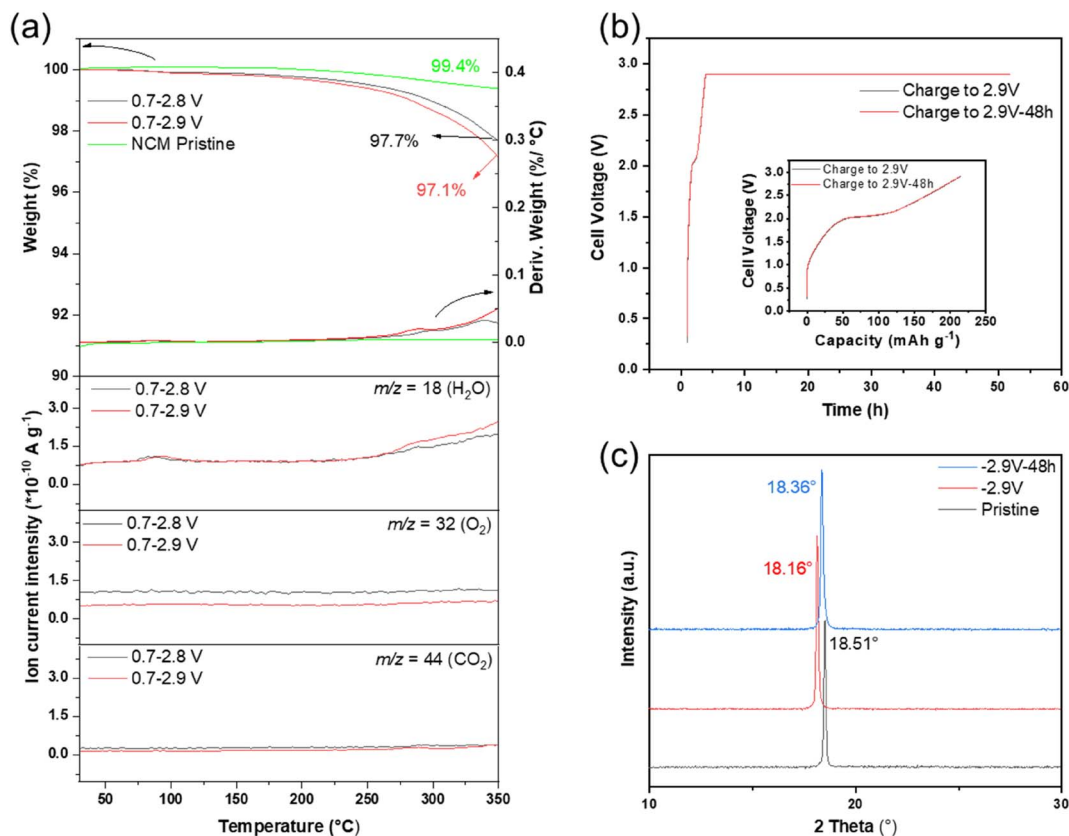 (a)
100
98
96
94
92
90
Weight (%)
0.7-2.8 V
0.7-2.9 V
NCM Pristine
99.4%
97.7%
97.1%
0.4
0.3
0.2
0.1
0.0
Deriv. Weight (%/ °C)
Ion current intensity (*10⁻¹⁰ A g⁻¹)
3.0
1.5
0.0
0.7-2.8 V
0.7-2.9 V
m/z = 18 (H₂O)
3.0
1.5
0.0
0.7-2.8 V
0.7-2.9 V
m/z = 32 (O₂)
3.0
1.5
0.0
0.7-2.8 V
0.7-2.9 V
m/z = 44 (CO₂)
50 100 150 200 250 300 350
Temperature (°C)
(b)
3.0
2.5
2.0
1.5
1.0
0.5
0.0
Cell Voltage (V)
Charge to 2.9V
Charge to 2.9V-48h
3.0
2.5
2.0
1.5
1.0
0.5
0.0
Cell Voltage (V)
Charge to 2.9V
Charge to 2.9V-48h
0 50 100 150 200 250
Capacity (mAh g⁻¹)
0 10 20 30 40 50 60
Time (h)
(c)
Intensity (a.u.)
-2.9V-48h
-2.9V
Pristine
18.36°
18.16°
18.51°
10 20 30
2 Theta (°)